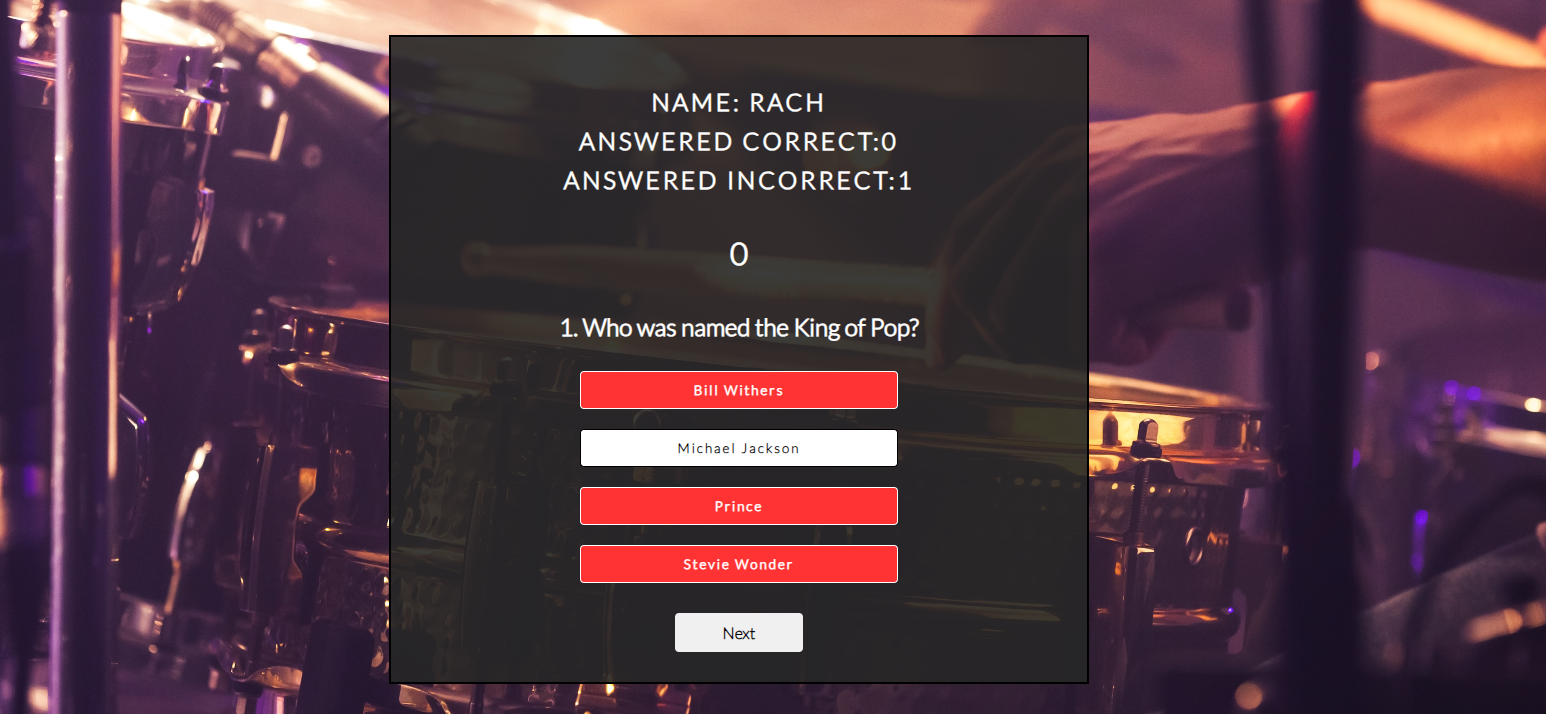 NAME: RACH
ANSWERED CORRECT:0
ANSWERED INCORRECT:1
0
1. Who was named the King of Pop?
Bill Withers
Michael Jackson
Prince
Stevie Wonder
Next